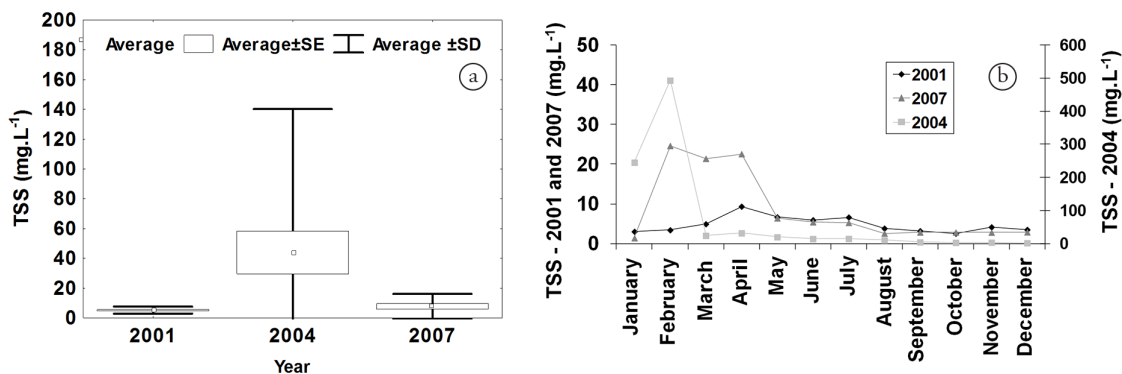 200
180
160
140
120
100
80
60
40
20
0
TSS (mg.L-1)
Average Average±SE Average ±SD
a
2001 2004 2007
Year
50
40
30
20
10
0
TSS - 2001 and 2007 (mg.L-1)
600
500
400
300
200
100
0
TSS - 2004 (mg.L-1)
b
2001
2007
2004
January
February
March
April
May
June
July
August
September
October
November
December